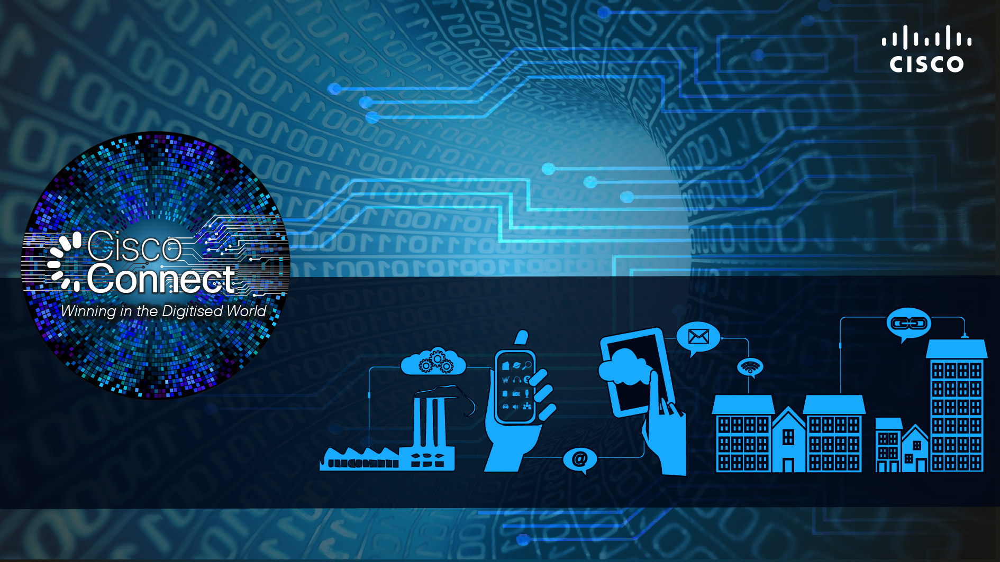 CISCO
Cisco
Connect
Winning in the Digitised World
@